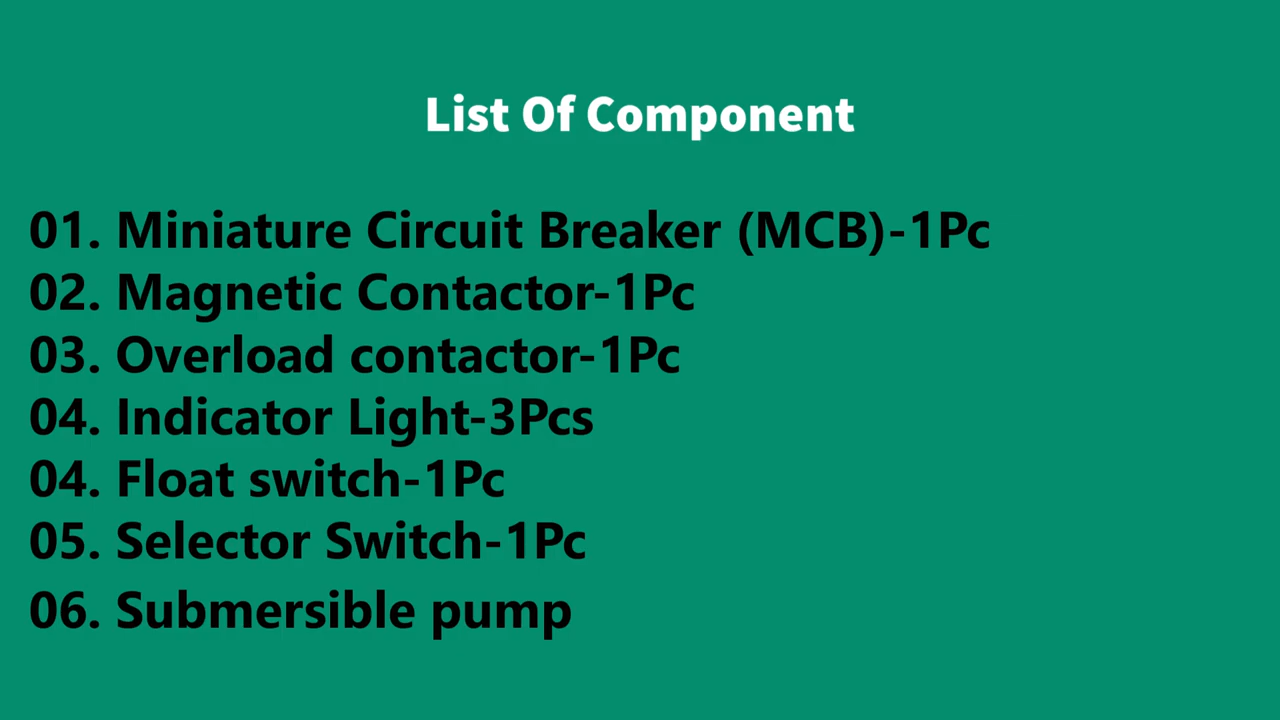 List Of Component
01. Miniature Circuit Breaker (MCB)-1Pc
02. Magnetic Contactor-1Pc
03. Overload contactor-1Pc
04. Indicator Light-3Pcs
04. Float switch-1Pc
05. Selector Switch-1Pc
06. Submersible pump